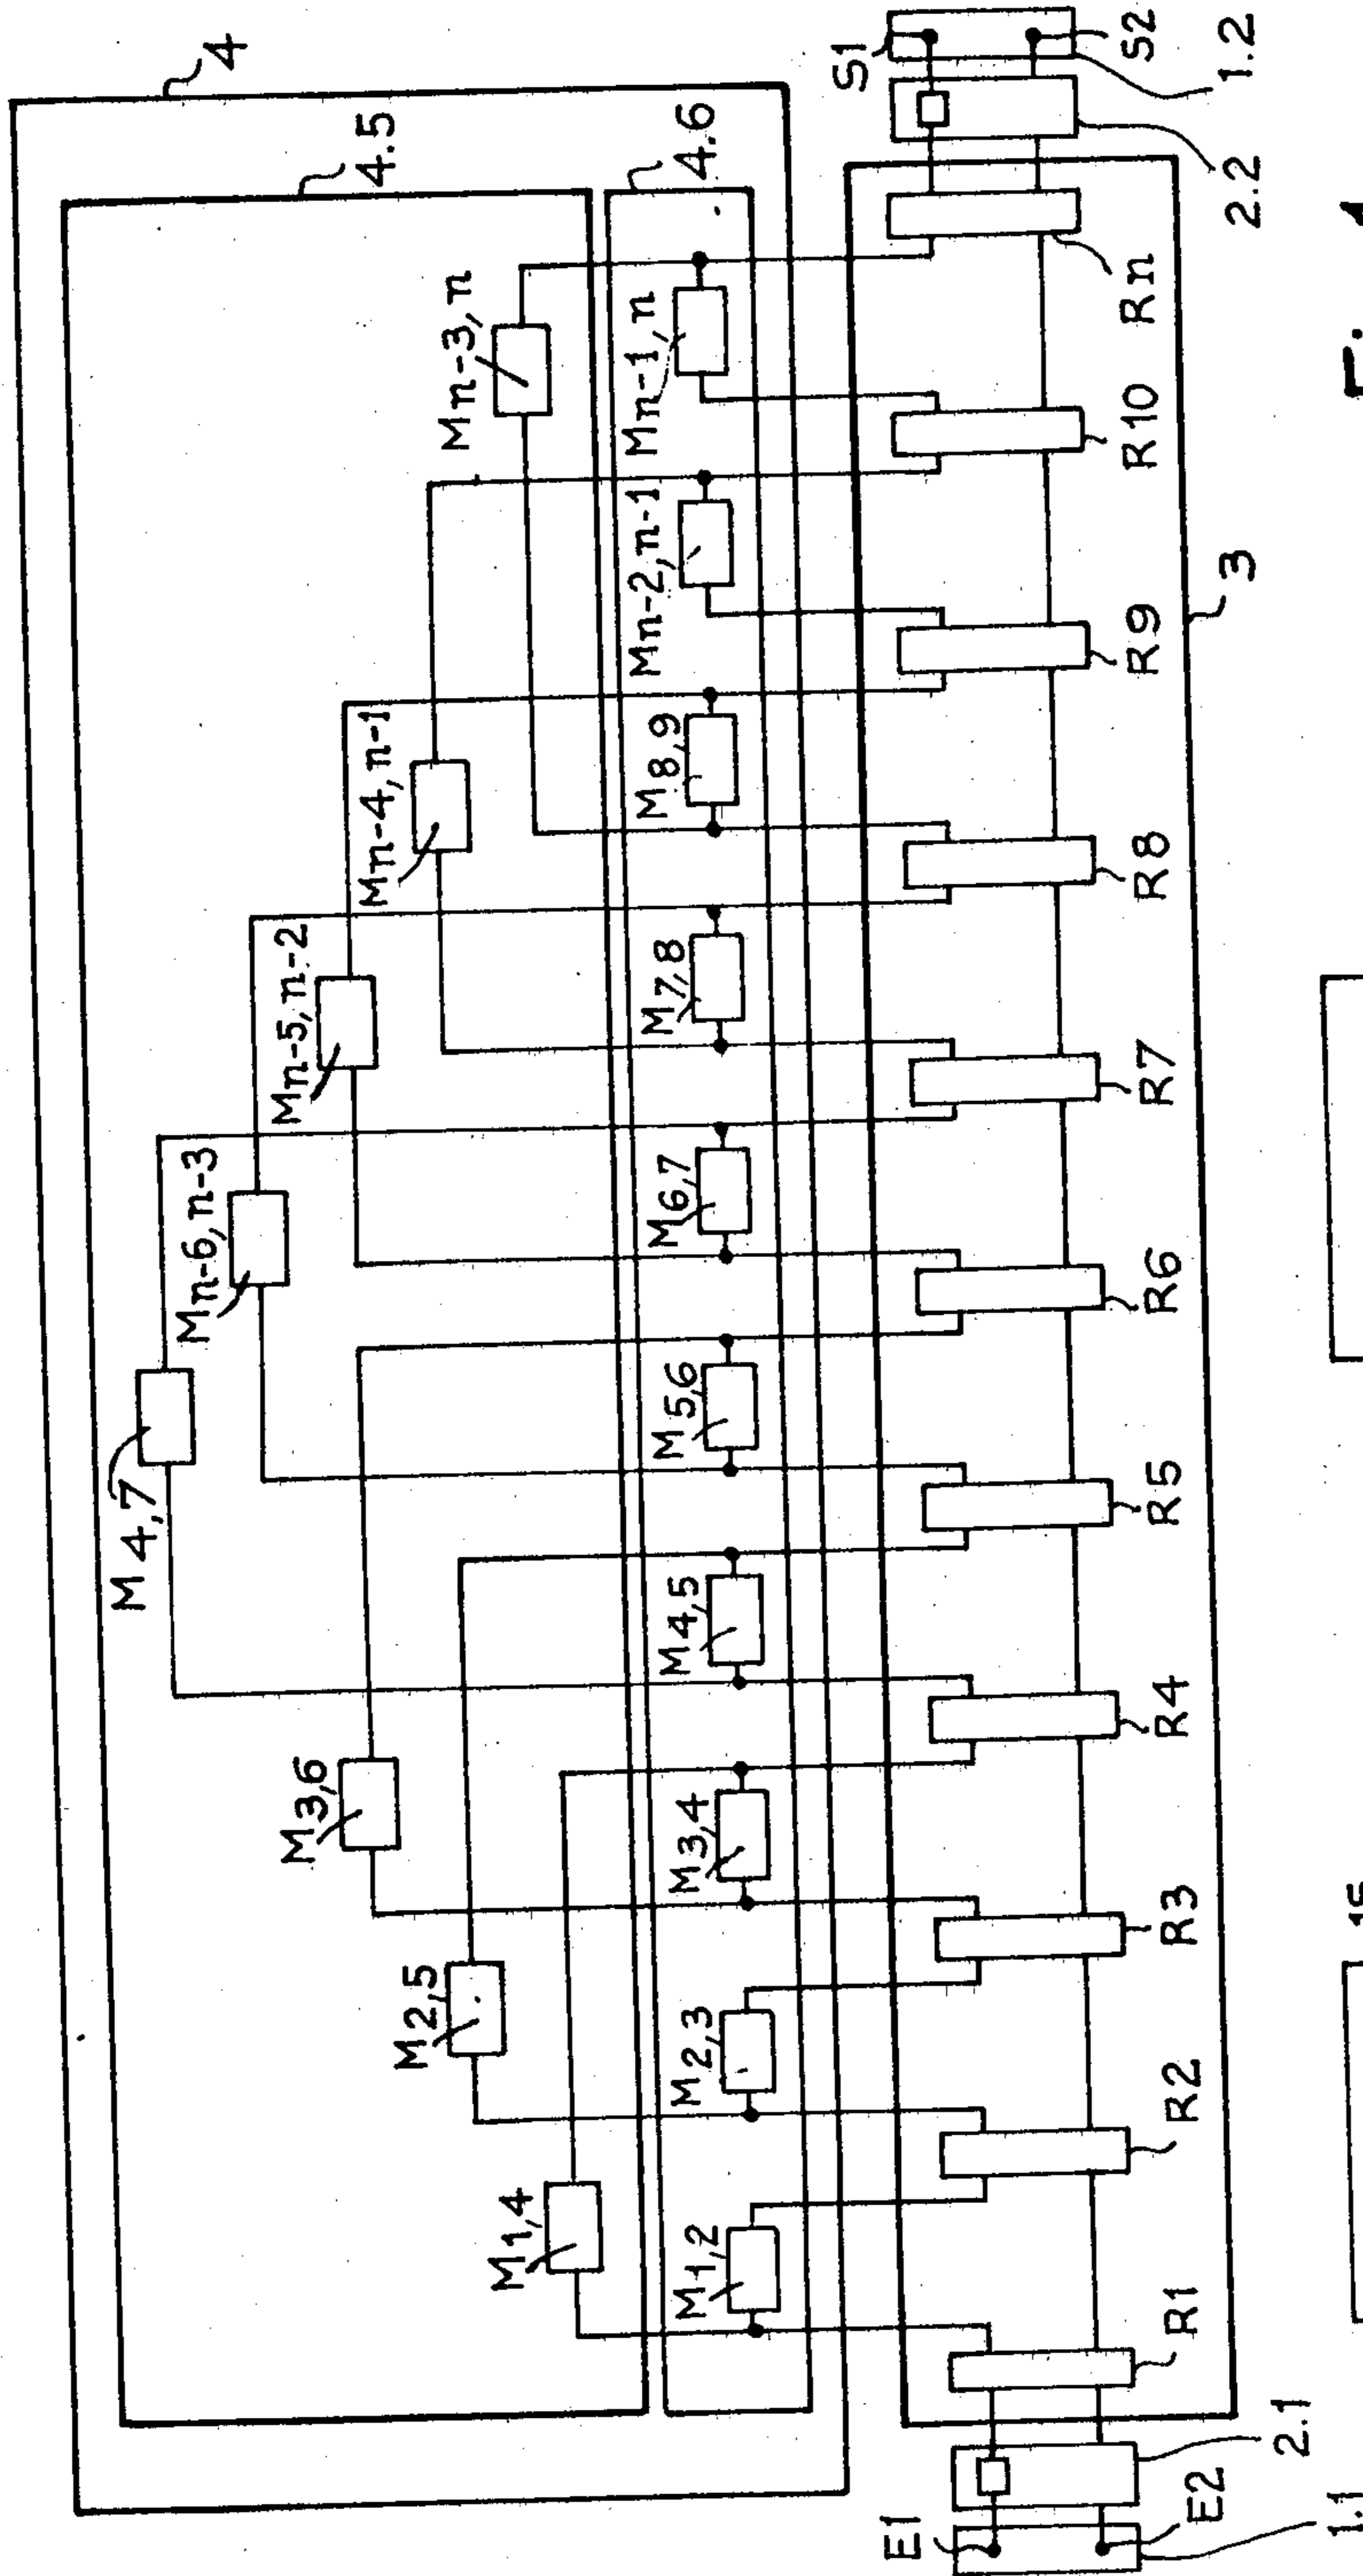 4
4.5
M4,7
Mn-6,n-3
Mn-5,n-2
M3,6
Mn-4,n-1
M2,5
Mn-3,n
M1,4
4.6
M1,2
M2,3
M3,4
M4,5
M5,6
M6,7
M7,8
M8,9
Mn-2,n-1
Mn-1,n
E1
S1
E2
S2
1.1
2.1
R1
R2
R3
R4
R5
R6
R7
R8
R9
R10
Rn
2.2
1.2
3